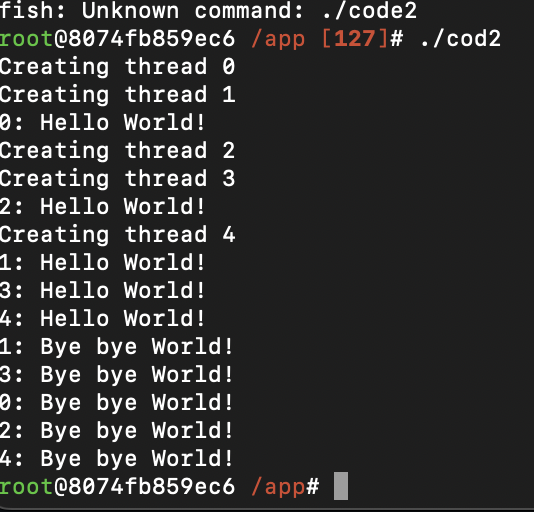 fish: Unknown command: ./code2
root@8074fb859ec6 /app [127]# ./cod2
Creating thread 0
Creating thread 1
0: Hello World!
Creating thread 2
Creating thread 3
2: Hello World!
Creating thread 4
1: Hello World!
3: Hello World!
4: Hello World!
1: Bye bye World!
3: Bye bye World!
0: Bye bye World!
2: Bye bye World!
4: Bye bye World!
root@8074fb859ec6 /app#